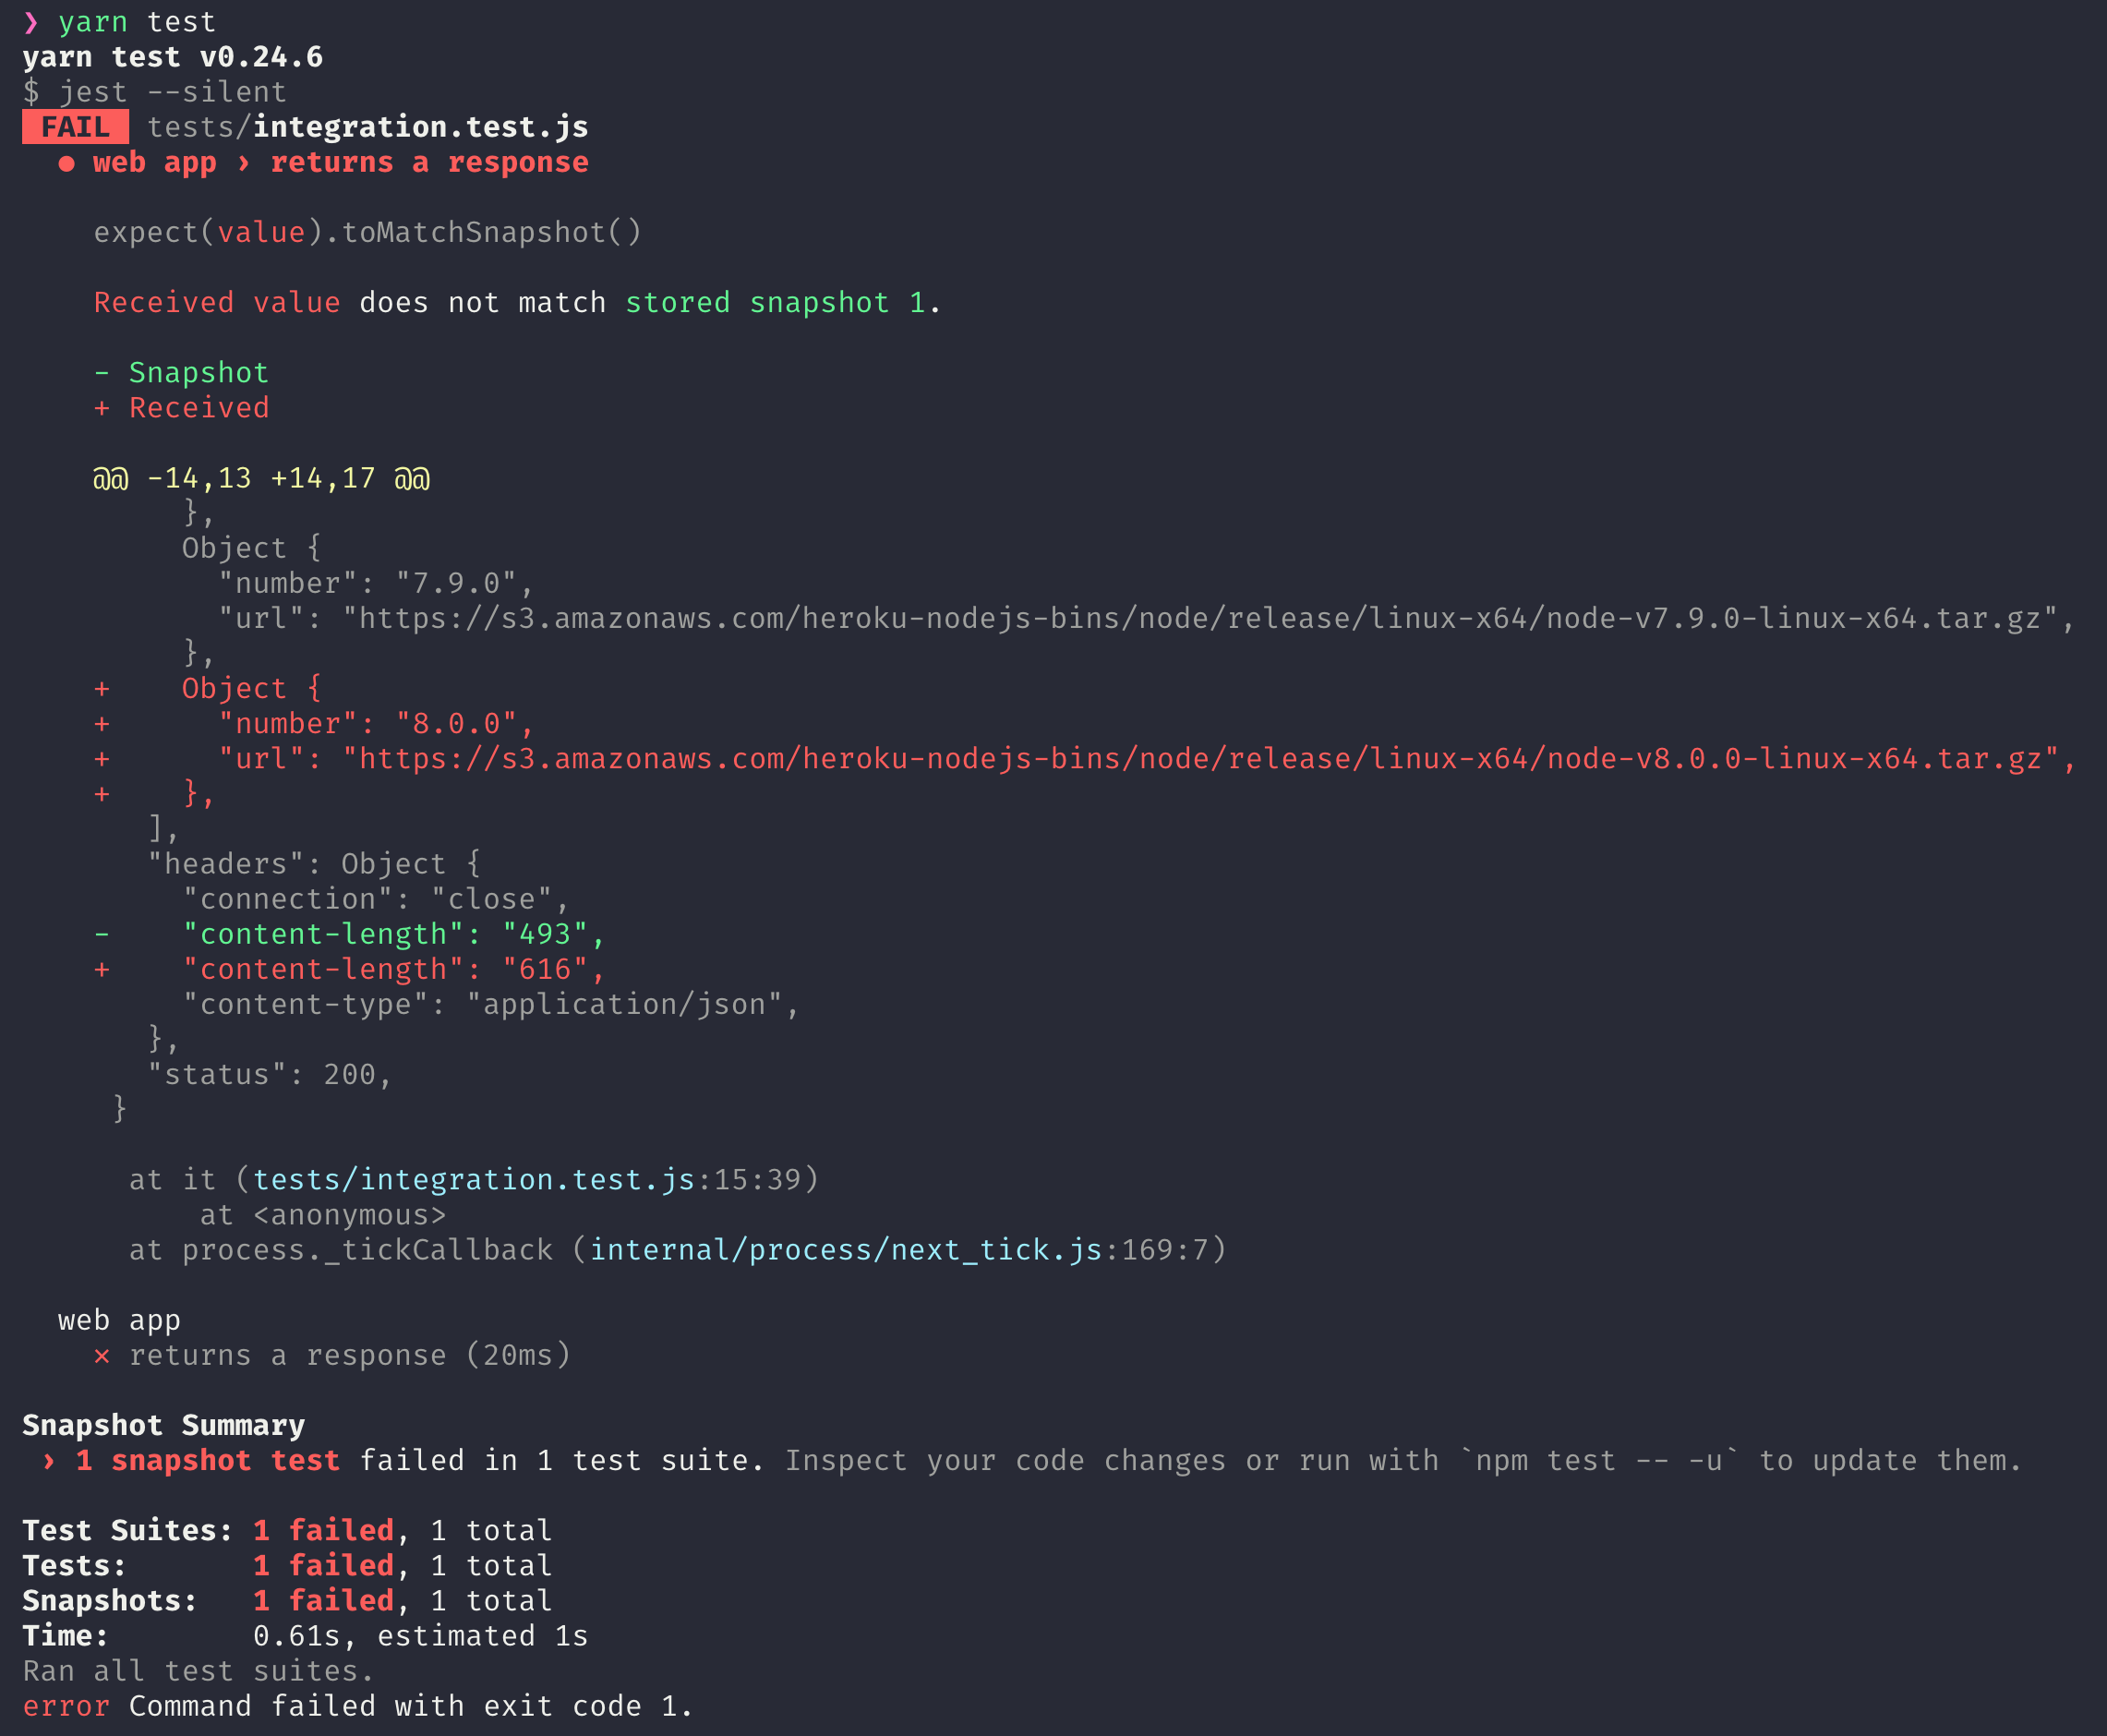 ❯ yarn test
yarn test v0.24.6
$ jest --silent
FAIL tests/integration.test.js
  ● web app › returns a response

    expect(value).toMatchSnapshot()

    Received value does not match stored snapshot 1.

    - Snapshot
    + Received

    @@ -14,13 +14,17 @@
         },
         Object {
           "number": "7.9.0",
           "url": "https://s3.amazonaws.com/heroku-nodejs-bins/node/release/linux-x64/node-v7.9.0-linux-x64.tar.gz",
         },
    +    Object {
    +      "number": "8.0.0",
    +      "url": "https://s3.amazonaws.com/heroku-nodejs-bins/node/release/linux-x64/node-v8.0.0-linux-x64.tar.gz",
    +    },
       ],
       "headers": Object {
         "connection": "close",
    -    "content-length": "493",
    +    "content-length": "616",
         "content-type": "application/json",
       },
       "status": 200,
     }

      at it (tests/integration.test.js:15:39)
          at <anonymous>
      at process._tickCallback (internal/process/next_tick.js:169:7)

  web app
    ✕ returns a response (20ms)

Snapshot Summary
 › 1 snapshot test failed in 1 test suite. Inspect your code changes or run with `npm test -- -u` to update them.

Test Suites: 1 failed, 1 total
Tests:       1 failed, 1 total
Snapshots:   1 failed, 1 total
Time:        0.61s, estimated 1s
Ran all test suites.
error Command failed with exit code 1.